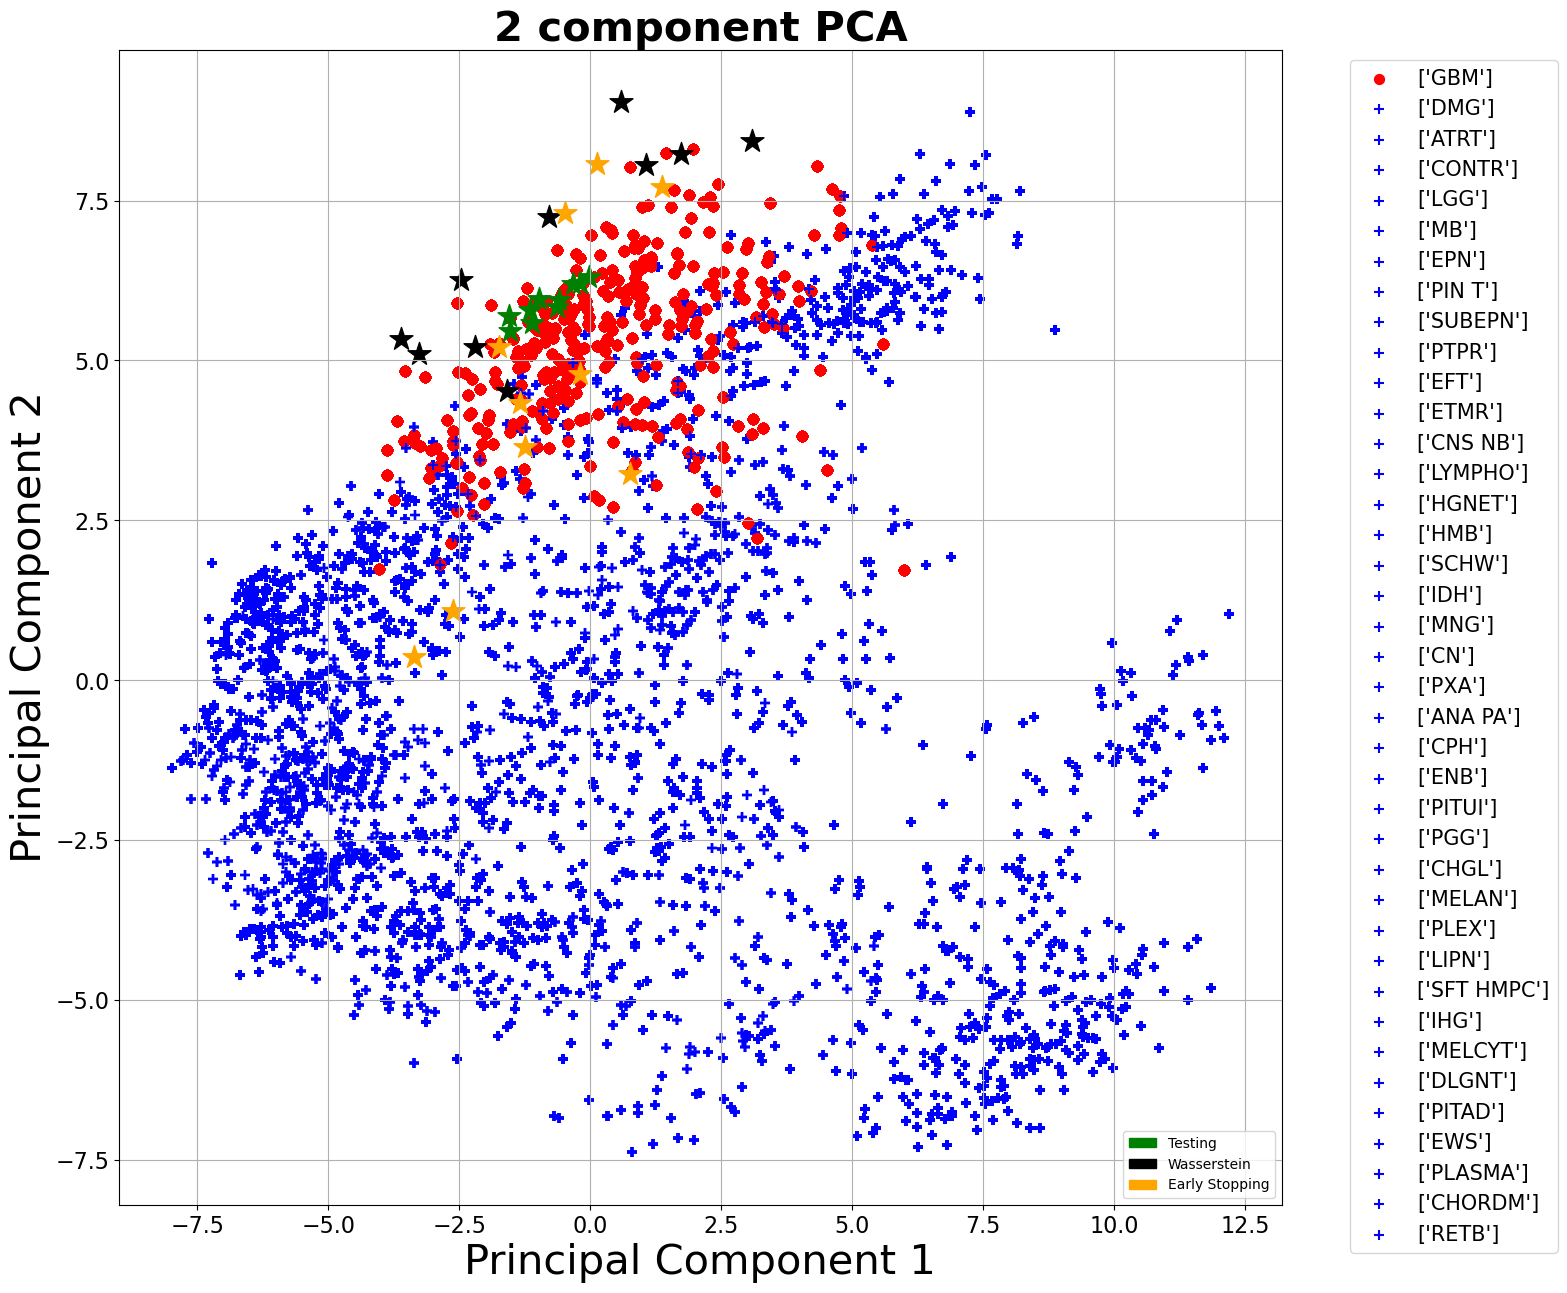 2 component PCA
Principal Component 2
7.5
5.0
2.5
0.0
−2.5
−5.0
−7.5
−7.5
−5.0
−2.5
0.0
2.5
5.0
7.5
10.0
12.5
Principal Component 1
Testing
Wasserstein
Early Stopping
['GBM']
['DMG']
['ATRT']
['CONTR']
['LGG']
['MB']
['EPN']
['PIN T']
['SUBEPN']
['PTPR']
['EFT']
['ETMR']
['CNS NB']
['LYMPHO']
['HGNET']
['HMB']
['SCHW']
['IDH']
['MNG']
['CN']
['PXA']
['ANA PA']
['CPH']
['ENB']
['PITUI']
['PGG']
['CHGL']
['MELAN']
['PLEX']
['LIPN']
['SFT HMPC']
['IHG']
['MELCYT']
['DLGNT']
['PITAD']
['EWS']
['PLASMA']
['CHORDM']
['RETB']